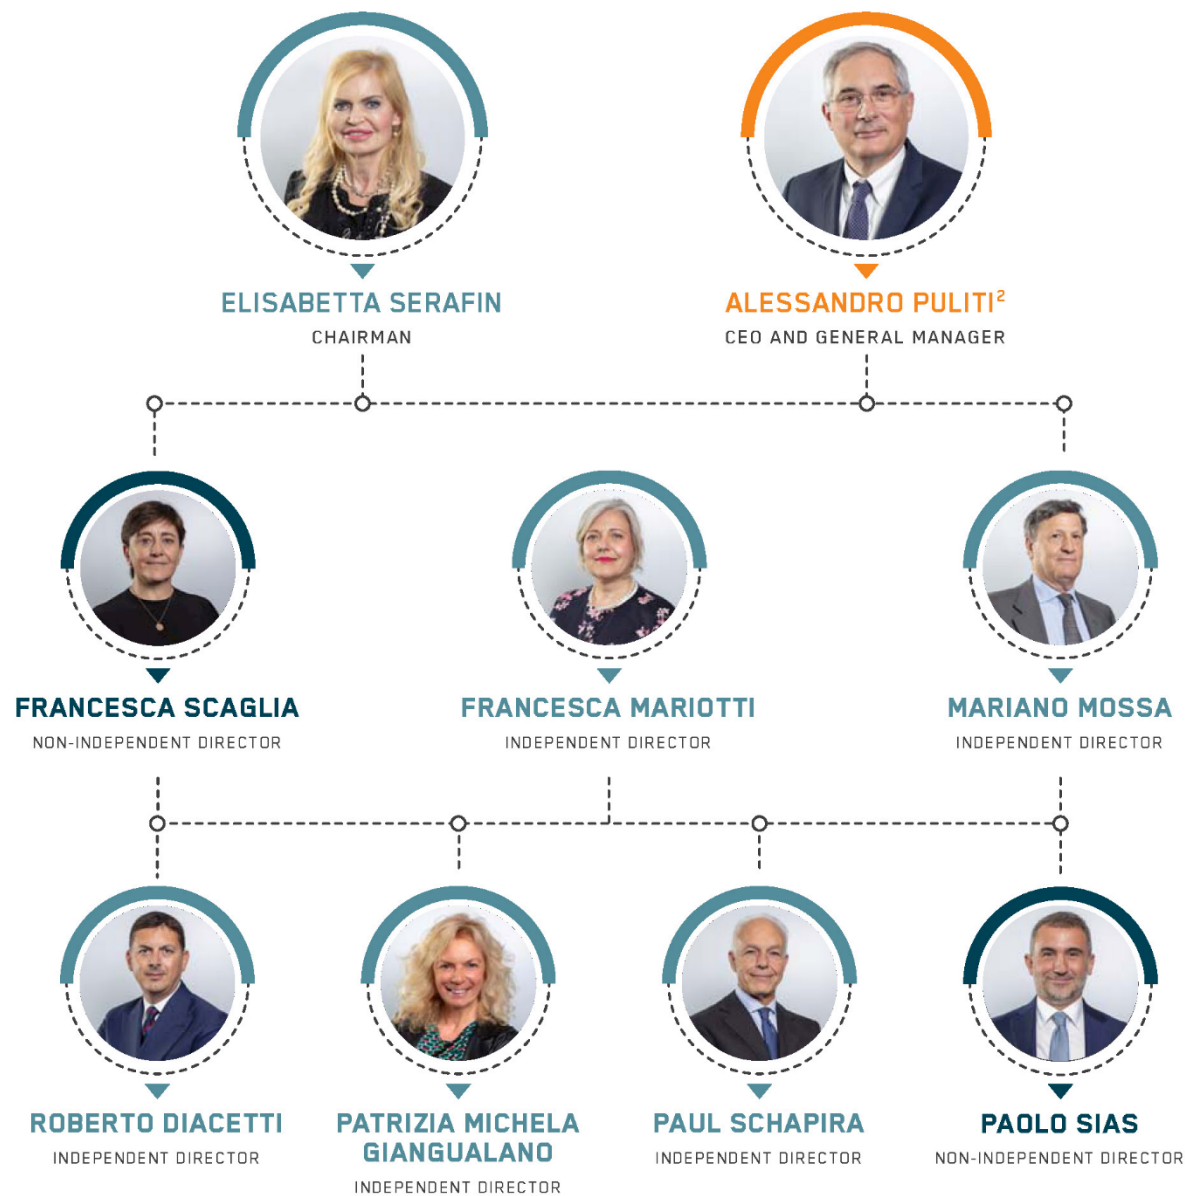 ELISABETTA SERAFIN
CHAIRMAN
ALESSANDRO PULITI²
CEO AND GENERAL MANAGER
FRANCESCA SCAGLIA
NON-INDEPENDENT DIRECTOR
FRANCESCA MARIOTTI
INDEPENDENT DIRECTOR
MARIANO MOSSA
INDEPENDENT DIRECTOR
ROBERTO DIACETTI
INDEPENDENT DIRECTOR
PATRIZIA MICHELA
GIANGUALANO
INDEPENDENT DIRECTOR
PAUL SCHAPIRA
INDEPENDENT DIRECTOR
PAOLO SIAS
NON-INDEPENDENT DIRECTOR